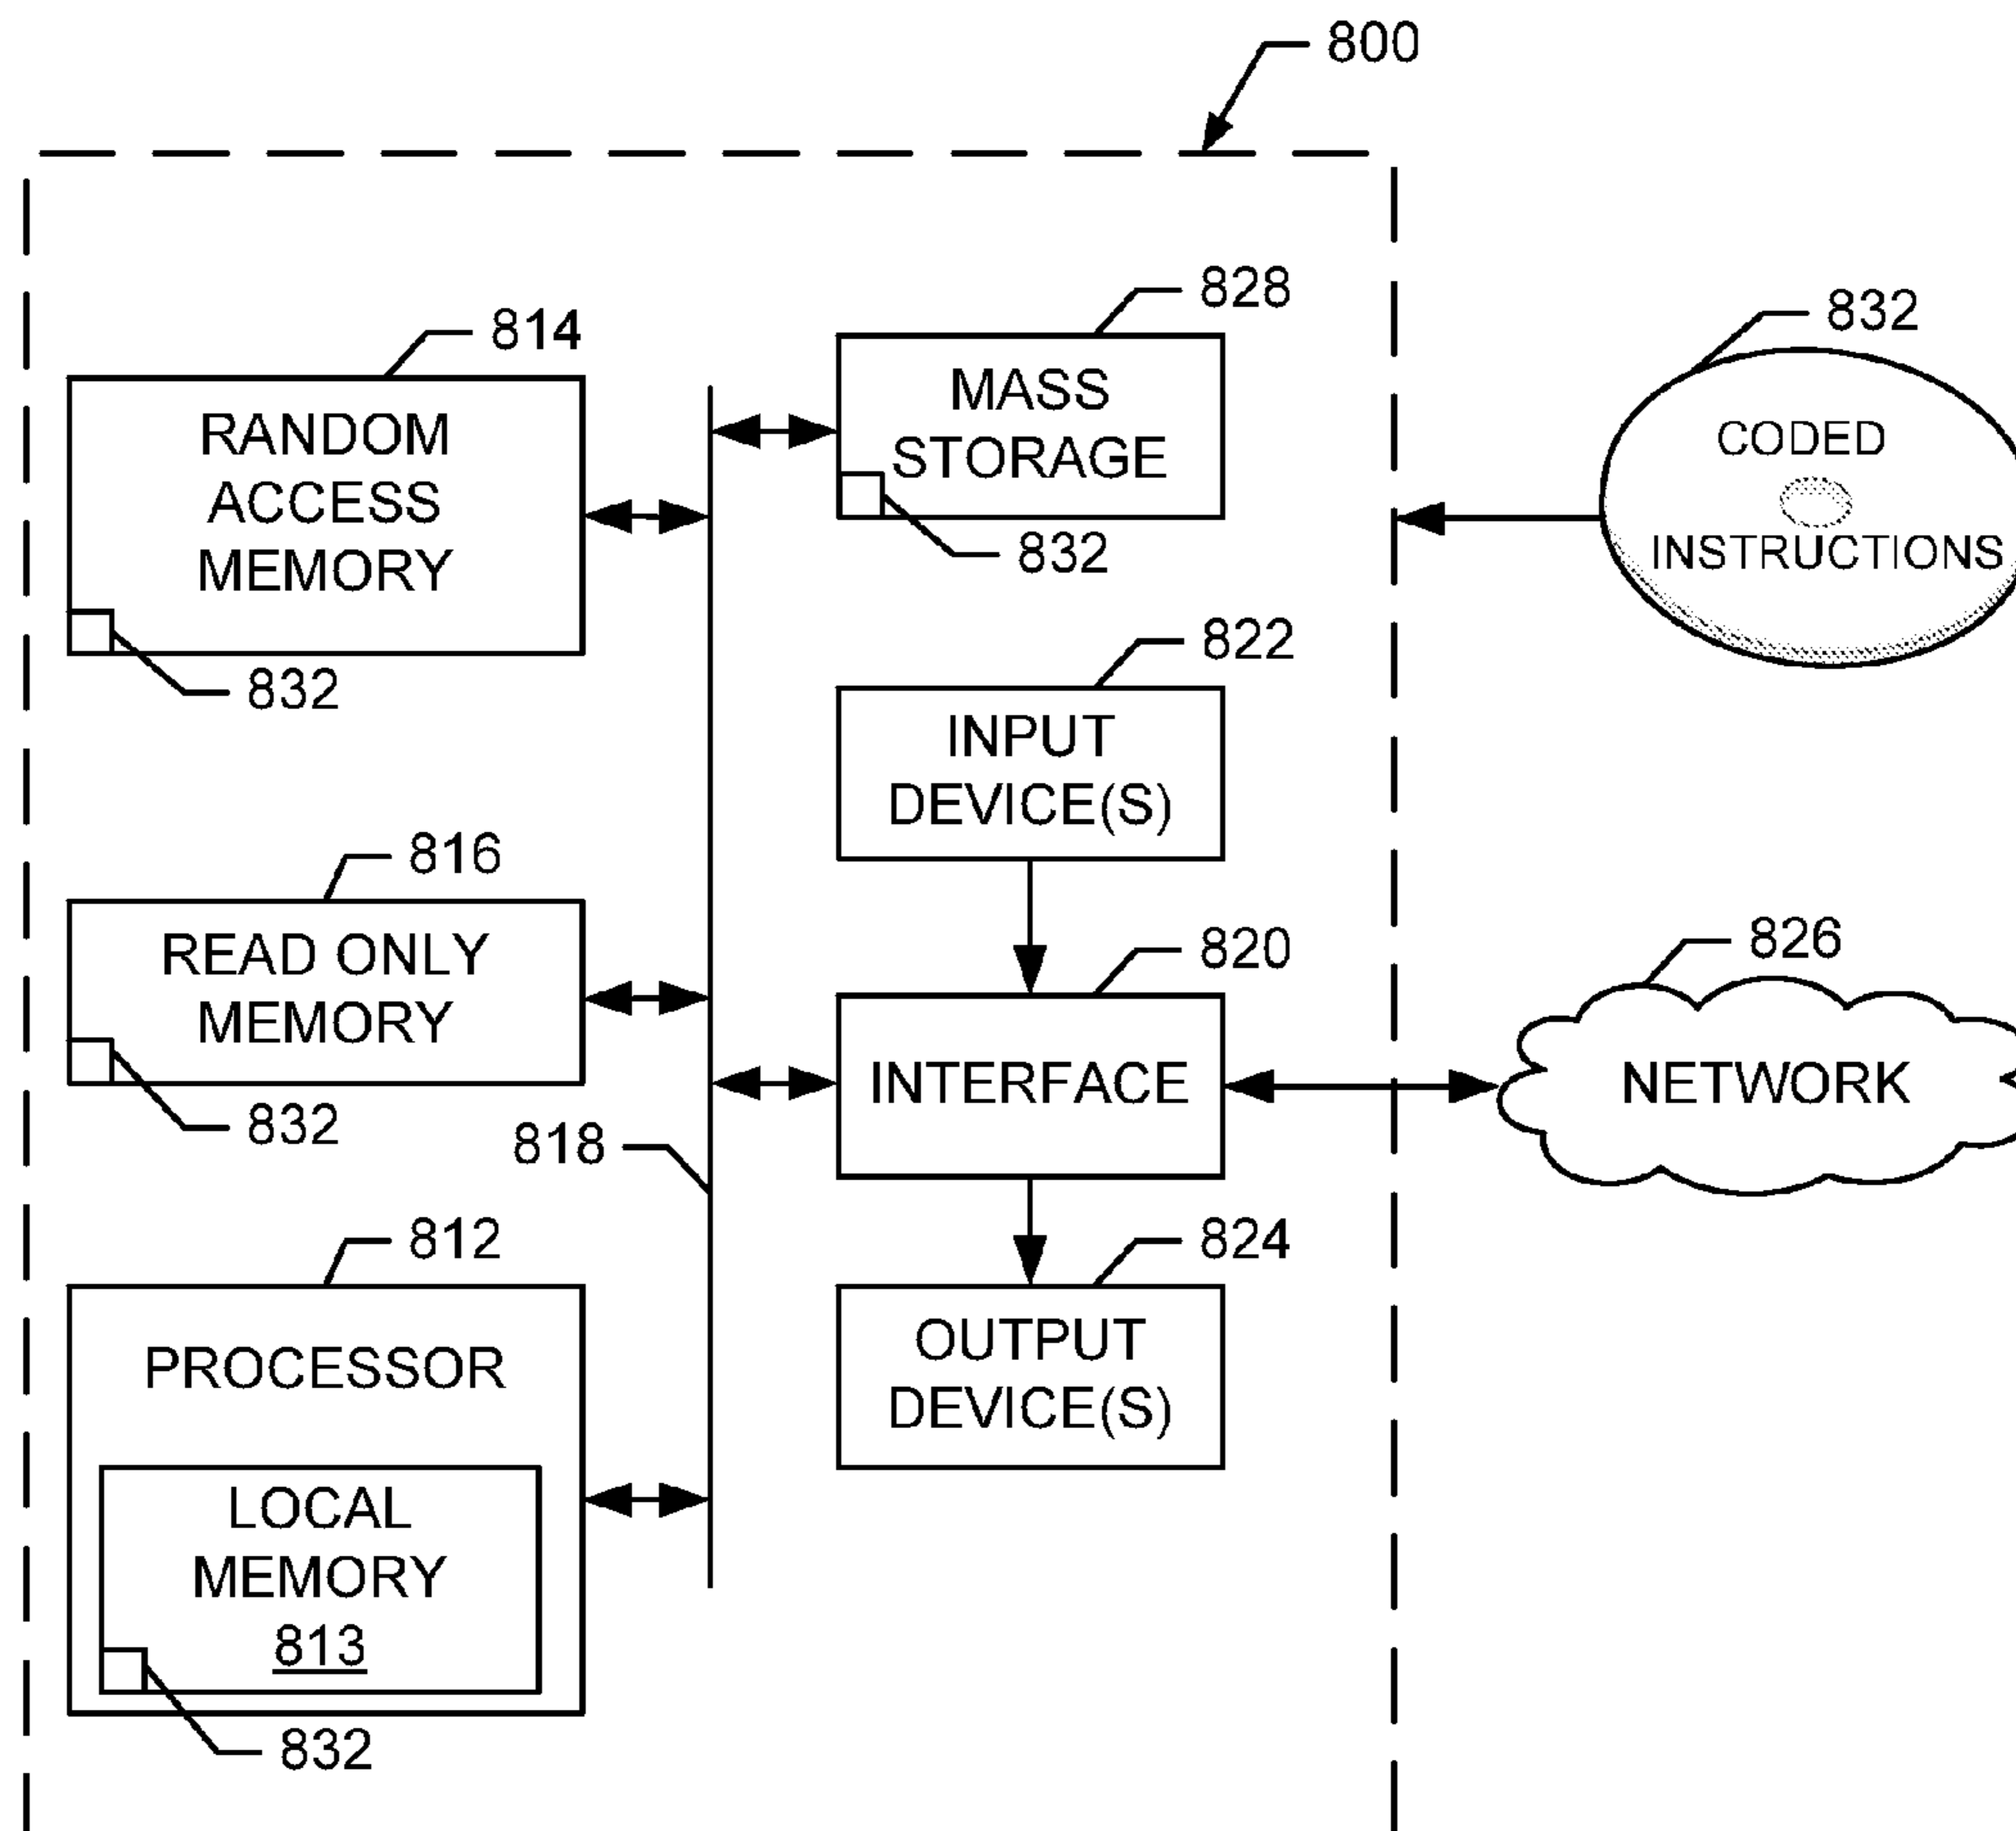 800
828
832
814
MASS
STORAGE
RANDOM
ACCESS
MEMORY
CODED
INSTRUCTIONS
832
832
822
INPUT
DEVICE(S)
816
READ ONLY
MEMORY
826
820
INTERFACE
NETWORK
832
818
812
824
PROCESSOR
OUTPUT
DEVICE(S)
LOCAL
MEMORY
813
832